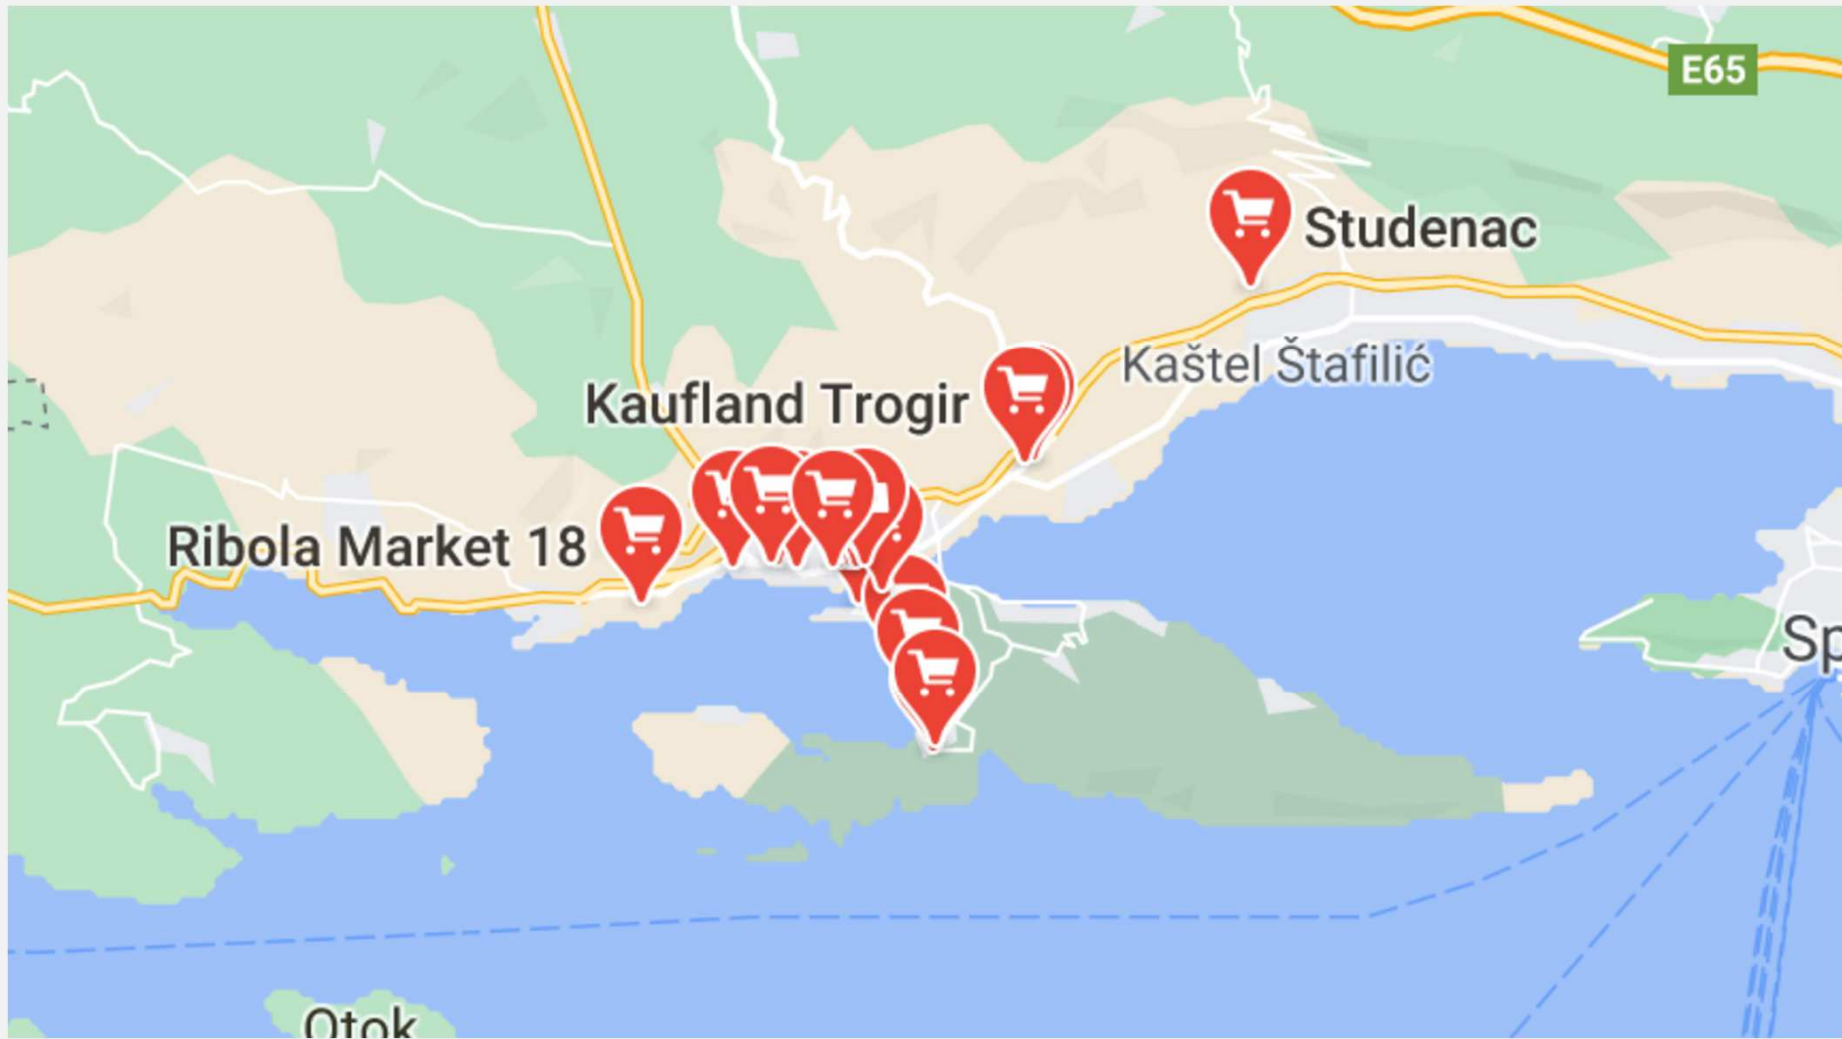 E65
Studenac
Kaštel Štafilić
Kaufland Trogir
Ribola Market 18
Sp
Otok